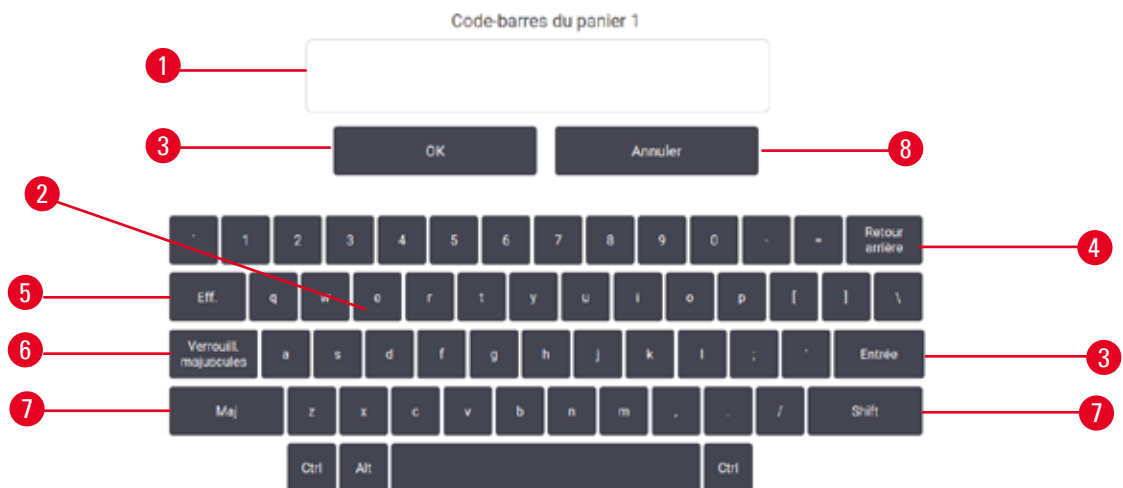 Code-barres du panier 1
1
3 OK Annuler 8
2
` 1 2 3 4 5 6 7 8 9 0 - = Retour arrière 4
5 Eff. q w e r t y u i o p [ ] \
6 Verrouill. majuscules a s d f g h j k l ; ' Entrée 3
7 Maj z x c v b n m , . / Shift 7
Ctrl Alt Ctrl